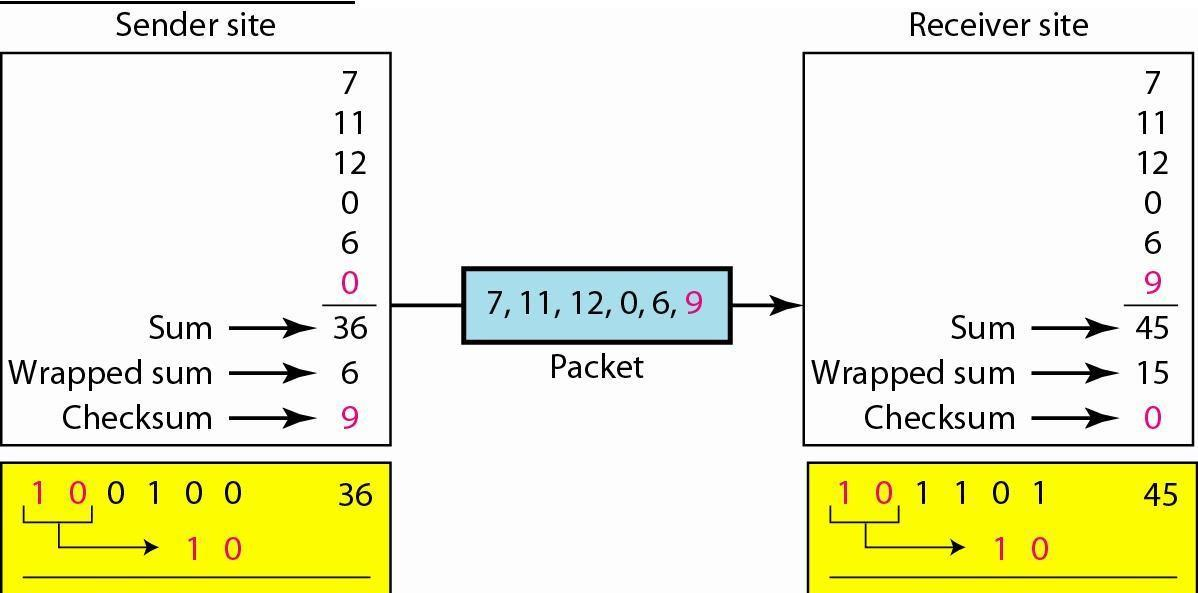 Sender site
7
11
12
0
6
0
Sum 36
Wrapped sum 6
Checksum 9
1 0 0 1 0 0 36
1 0
7, 11, 12, 0, 6, 9
Packet
Receiver site
7
11
12
0
6
9
Sum 45
Wrapped sum 15
Checksum 0
1 0 1 1 0 1 45
1 0